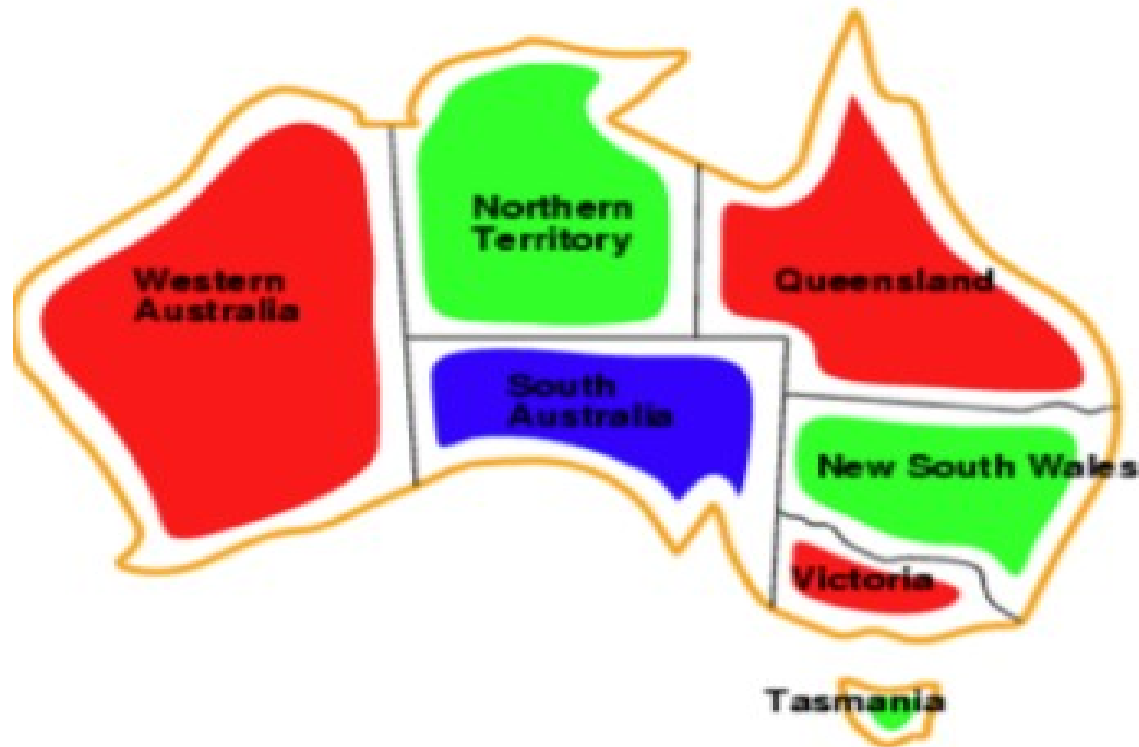 Northern
Territory
Western
Australia
Queensland
South
Australia
New South Wales
Victoria
Tasmania